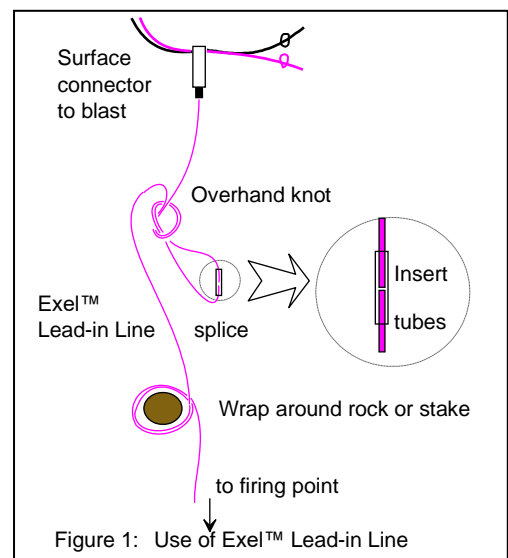 Surface
connector
to blast
Overhand knot
Insert
tubes
Exel™
Lead-in Line
splice
Wrap around rock or stake
to firing point
Figure 1: Use of Exel™ Lead-in Line